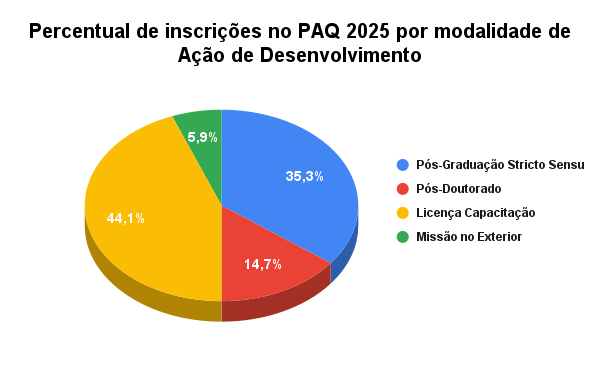 Percentual de inscrições no PAQ 2025 por modalidade de
Ação de Desenvolvimento
5,9%
35,3%
44,1%
14,7%
Pós-Graduação Stricto Sensu
Pós-Doutorado
Licença Capacitação
Missão no Exterior